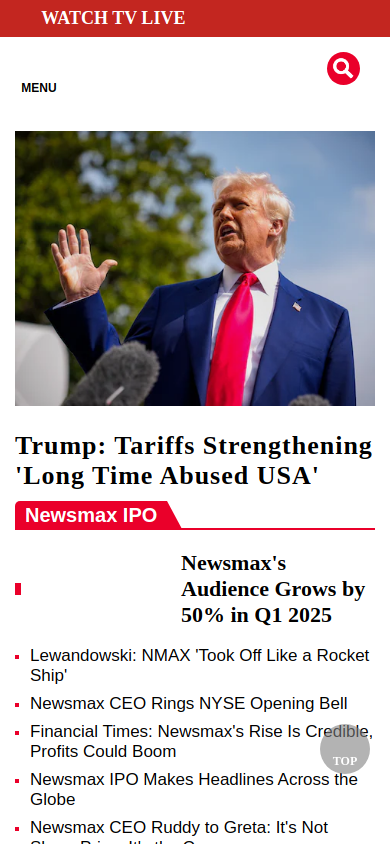 WATCH TV LIVE
MENU
Trump: Tariffs Strengthening
'Long Time Abused USA'
Newsmax IPO
Newsmax's
Audience Grows by
50% in Q1 2025
Lewandowski: NMAX 'Took Off Like a Rocket
Ship'
Newsmax CEO Rings NYSE Opening Bell
Financial Times: Newsmax's Rise Is Credible,
Profits Could Boom
TOP
Newsmax IPO Makes Headlines Across the
Globe
Newsmax CEO Ruddy to Greta: It's Not